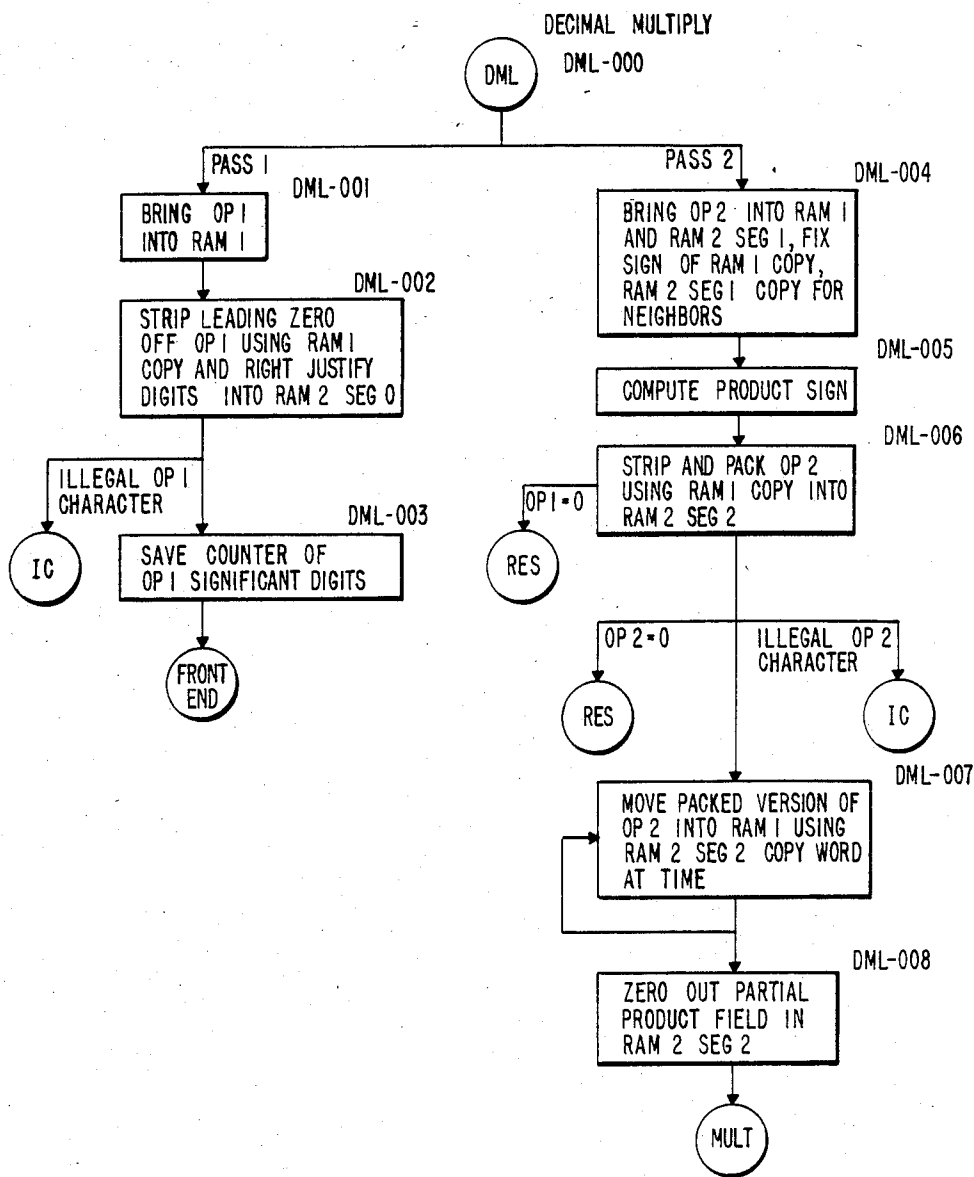 DECIMAL MULTIPLY
DML-000
DML
PASS 1
DML-001
BRING OP 1
INTO RAM 1
DML-002
STRIP LEADING ZERO
OFF OP 1 USING RAM 1
COPY AND RIGHT JUSTIFY
DIGITS INTO RAM 2 SEG 0
ILLEGAL OP 1
CHARACTER
IC
DML-003
SAVE COUNTER OF
OP 1 SIGNIFICANT DIGITS
FRONT
END
PASS 2
DML-004
BRING OP 2 INTO RAM 1
AND RAM 2 SEG 1, FIX
SIGN OF RAM 1 COPY,
RAM 2 SEG 1 COPY FOR
NEIGHBORS
DML-005
COMPUTE PRODUCT SIGN
DML-006
STRIP AND PACK OP 2
USING RAM 1 COPY INTO
RAM 2 SEG 2
OP 1 = 0
RES
OP 2 = 0
RES
ILLEGAL OP 2
CHARACTER
IC
DML-007
MOVE PACKED VERSION OF
OP 2 INTO RAM 1 USING
RAM 2 SEG 2 COPY WORD
AT TIME
DML-008
ZERO OUT PARTIAL
PRODUCT FIELD IN
RAM 2 SEG 2
MULT